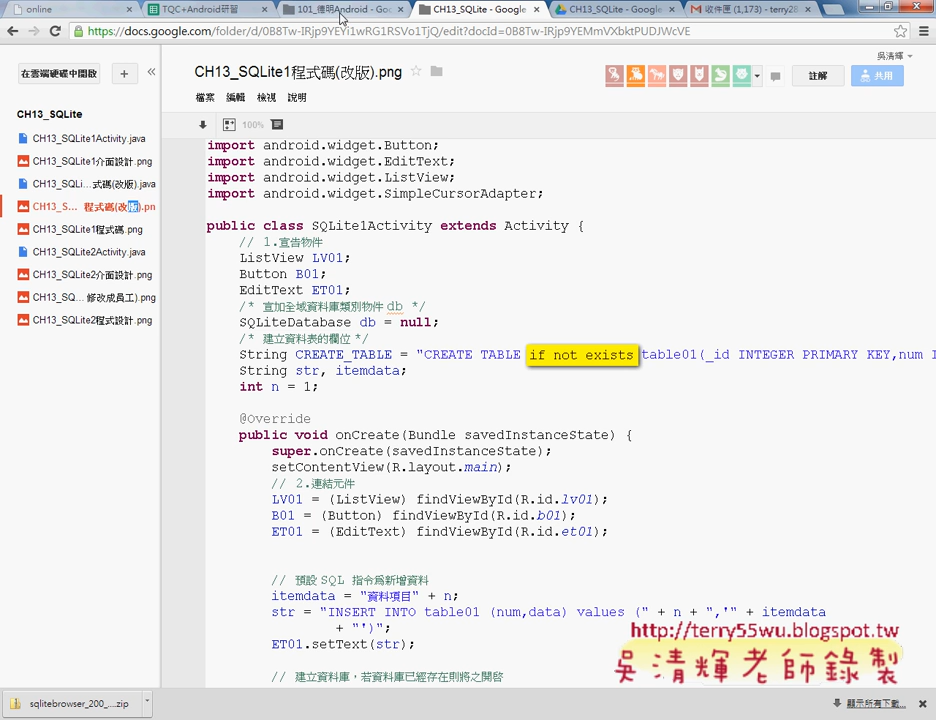 online
TQC+Android研習
101_德明Android - Goo
CH13_SQLite - Google
CH13_SQLite - Google
收件匣 (1,173) - terry28
https://docs.google.com/folder/d/0B8Tw-IRjp9YEYi1wRG1RSVo1TjQ/edit?docId=0B8Tw-IRjp9YEMmVXbktPUDJWcVE
吳清輝
在雲端硬碟中開啟
CH13_SQLite1程式碼(改版).png
註解
共用
檔案 編輯 檢視 說明
100%
CH13_SQLite
CH13_SQLite1Activity.java
CH13_SQLite1介面設計.png
CH13_SQLi...式碼(改版).java
CH13_S... 程式碼(改版).pn
CH13_SQLite1程式碼.png
CH13_SQLite2Activity.java
CH13_SQLite2介面設計.png
CH13_SQ... 修改成員工).png
CH13_SQLite2程式設計.png
import android.widget.Button;
import android.widget.EditText;
import android.widget.ListView;
import android.widget.SimpleCursorAdapter;
public class SQLite1Activity extends Activity {
// 1.宣告物件
ListView LV01;
Button B01;
EditText ET01;
/* 宣加全域資料庫類別物件 db */
SQLiteDatabase db = null;
/* 建立資料表的欄位 */
String CREATE_TABLE = "CREATE TABLE if not exists table01(_id INTEGER PRIMARY KEY,num I
String str, itemdata;
int n = 1;
@Override
public void onCreate(Bundle savedInstanceState) {
super.onCreate(savedInstanceState);
setContentView(R.layout.main);
// 2.連結元件
LV01 = (ListView) findViewById(R.id.lv01);
B01 = (Button) findViewById(R.id.b01);
ET01 = (EditText) findViewById(R.id.et01);
// 預設 SQL 指令為新增資料
itemdata = "資料項目" + n;
str = "INSERT INTO table01 (num,data) values (" + n + ",'" + itemdata
+ "')";
ET01.setText(str);
// 建立資料庫，若資料庫已經存在則將之開啟
http://terry55wu.blogspot.tw
吳清輝老師錄製
sqlitebrowser_200_....zip
顯示所有下載...